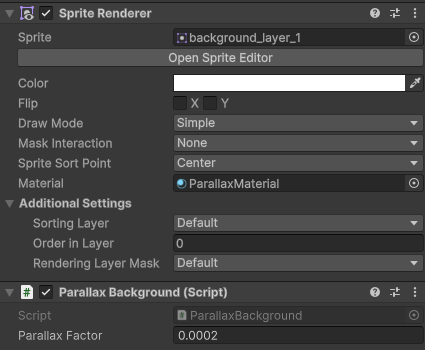 Sprite Renderer
Sprite background_layer_1
Open Sprite Editor
Color
Flip X Y
Draw Mode Simple
Mask Interaction None
Sprite Sort Point Center
Material ParallaxMaterial
Additional Settings
Sorting Layer Default
Order in Layer 0
Rendering Layer Mask Default
# Parallax Background (Script)
Script # ParallaxBackground
Parallax Factor 0.0002